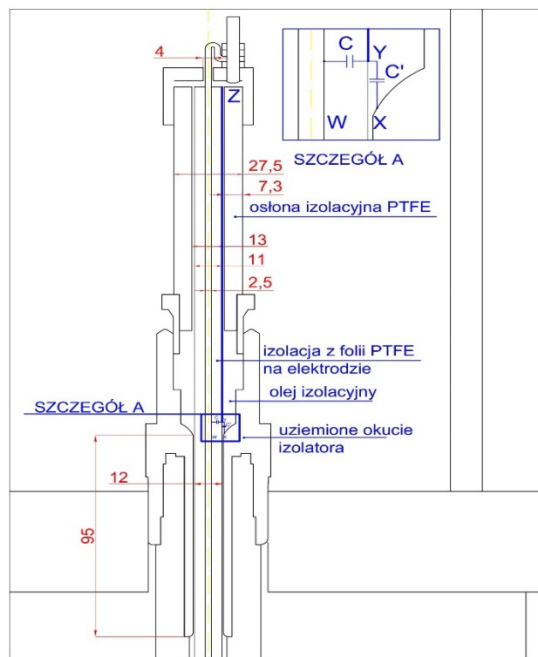 4
Z
C
Y
C'
W
X
SZCZEGÓŁ A
27,5
7,3
osłona izolacyjna PTFE
13
11
2,5
izolacja z folii PTFE
na elektrodzie
olej izolacyjny
SZCZEGÓŁ A
uziemione okucie
izolatora
12
95